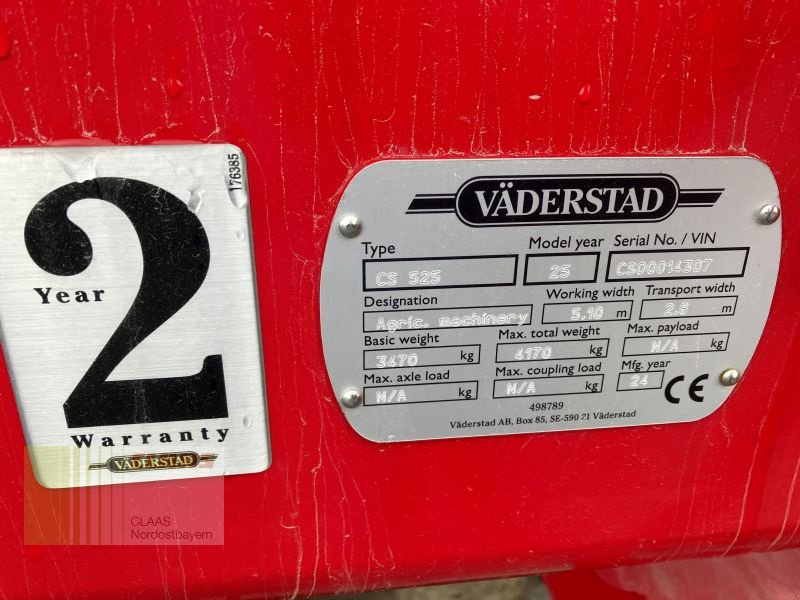 176385
2
Year
Warranty
VÄDERSTAD
VÄDERSTAD
Type
Model year
Serial No. / VIN
CS 525
25
CS00014307
Designation
Working width
Transport width
Agric. machinery
5.10 m
2.8 m
Basic weight
Max. total weight
Max. payload
3470 kg
4170 kg
N/A kg
Max. axle load
Max. coupling load
Mfg. year
N/A kg
N/A kg
24
CE
498789
Väderstad AB, Box 85, SE-590 21 Väderstad
CLAAS
Nordostbayern